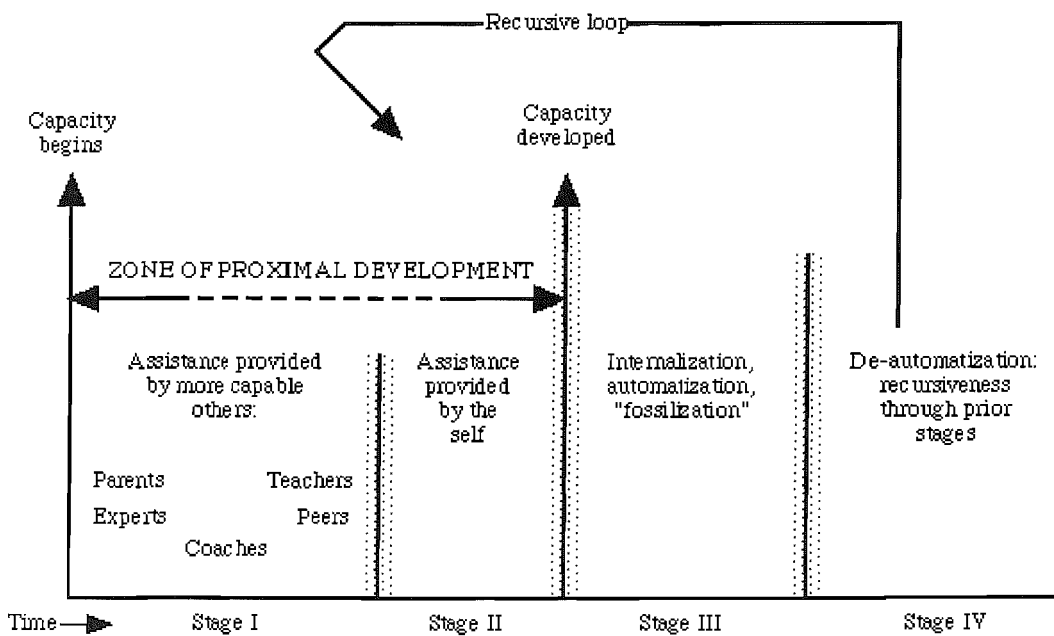 Recursive loop
Capacity
begins
Capacity
developed
ZONE OF PROXIMAL DEVELOPMENT
Assistance provided
by more capable
others:
Parents Teachers
Experts Peers
Coaches
Assistance
provided
by the
self
Internalization,
automatization,
"fossilization"
De-automatization:
recursiveness
through prior
stages
Time Stage I Stage II Stage III Stage IV